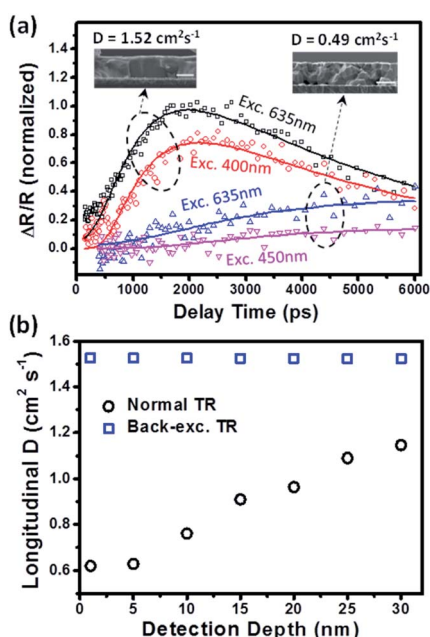 (a)
D = 1.52 cm²s⁻¹
D = 0.49 cm²s⁻¹
1.4
1.2
1.0
0.8
0.6
0.4
0.2
0.0
ΔR/R (normalized)
Exc. 635nm
Exc. 400nm
Exc. 635nm
Exc. 450nm
0 1000 2000 3000 4000 5000 6000
Delay Time (ps)
(b)
1.6
1.4
1.2
1.0
0.8
0.6
Longitudinal D (cm² s⁻¹)
Normal TR
Back-exc. TR
0 5 10 15 20 25 30
Detection Depth (nm)